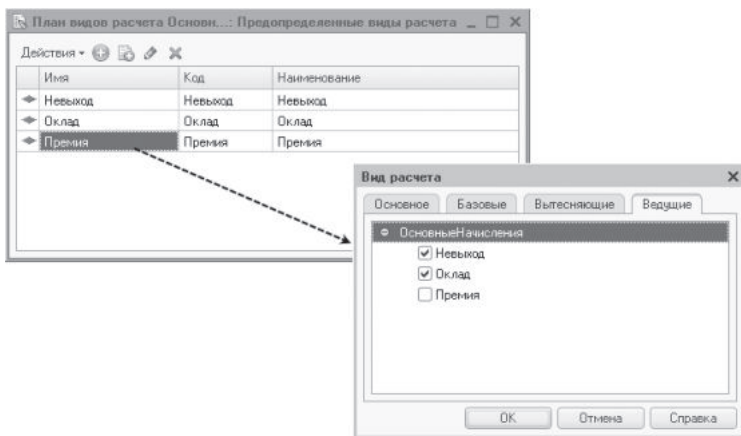 План видов расчета Основн...: Предопределенные виды расчета
Действия
Имя Код Наименование
Невыход Невыход Невыход
Оклад Оклад Оклад
Премия Премия Премия
Вид расчета
Основное Базовые Вытесняющие Ведущие
ОсновныеНачисления
Невыход
Оклад
Премия
OK Отмена Справка